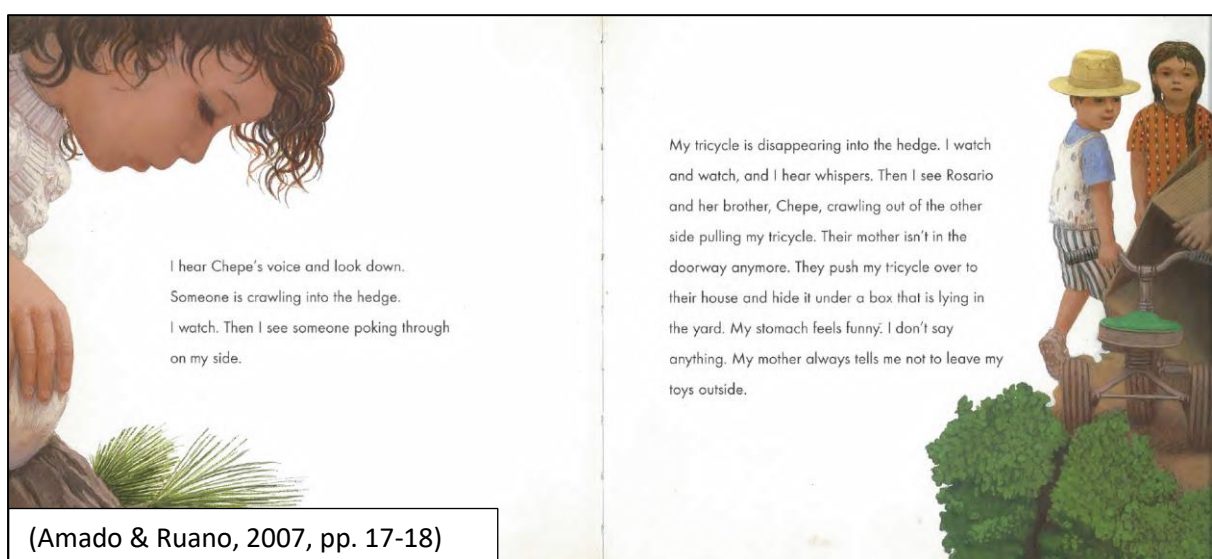 I hear Chepe's voice and look down.
Someone is crawling into the hedge.
I watch. Then I see someone poking through
on my side.
My tricycle is disappearing into the hedge. I watch
and watch, and I hear whispers. Then I see Rosario
and her brother, Chepe, crawling out of the other
side pulling my tricycle. Their mother isn't in the
doorway anymore. They push my tricycle over to
their house and hide it under a box that is lying in
the yard. My stomach feels funny. I don't say
anything. My mother always tells me not to leave my
toys outside.
(Amado & Ruano, 2007, pp. 17-18)